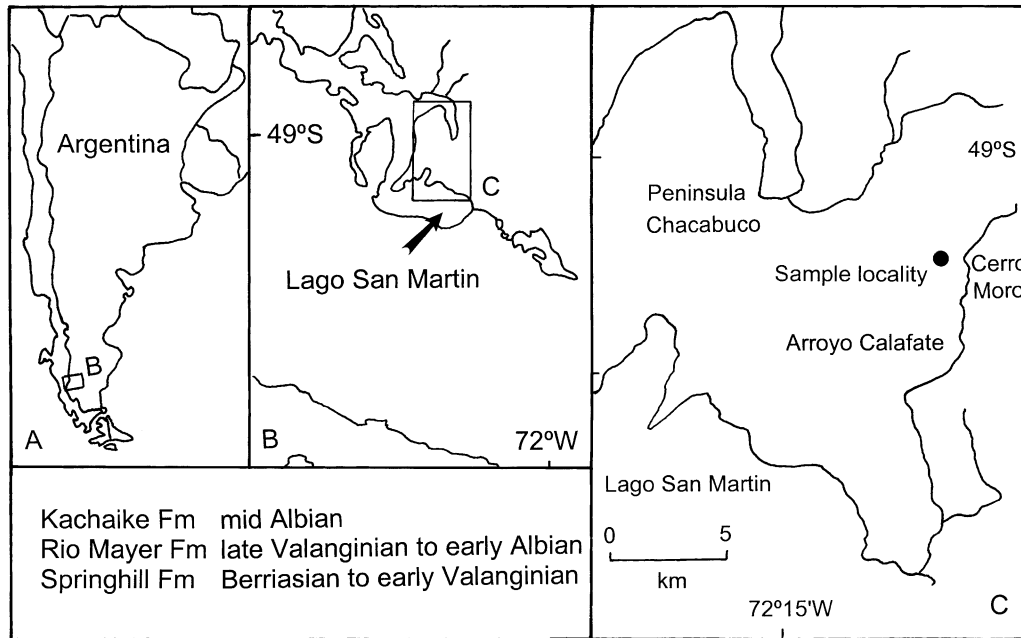 Argentina
B
A
49ºS
C
Lago San Martin
B
72ºW
49ºS
Peninsula
Chacabuco
Sample locality
Cerro
Moro
Arroyo Calafate
Lago San Martin
0 5
km
72º15'W
C
Kachaike Fm mid Albian
Rio Mayer Fm late Valanginian to early Albian
Springhill Fm Berriasian to early Valanginian